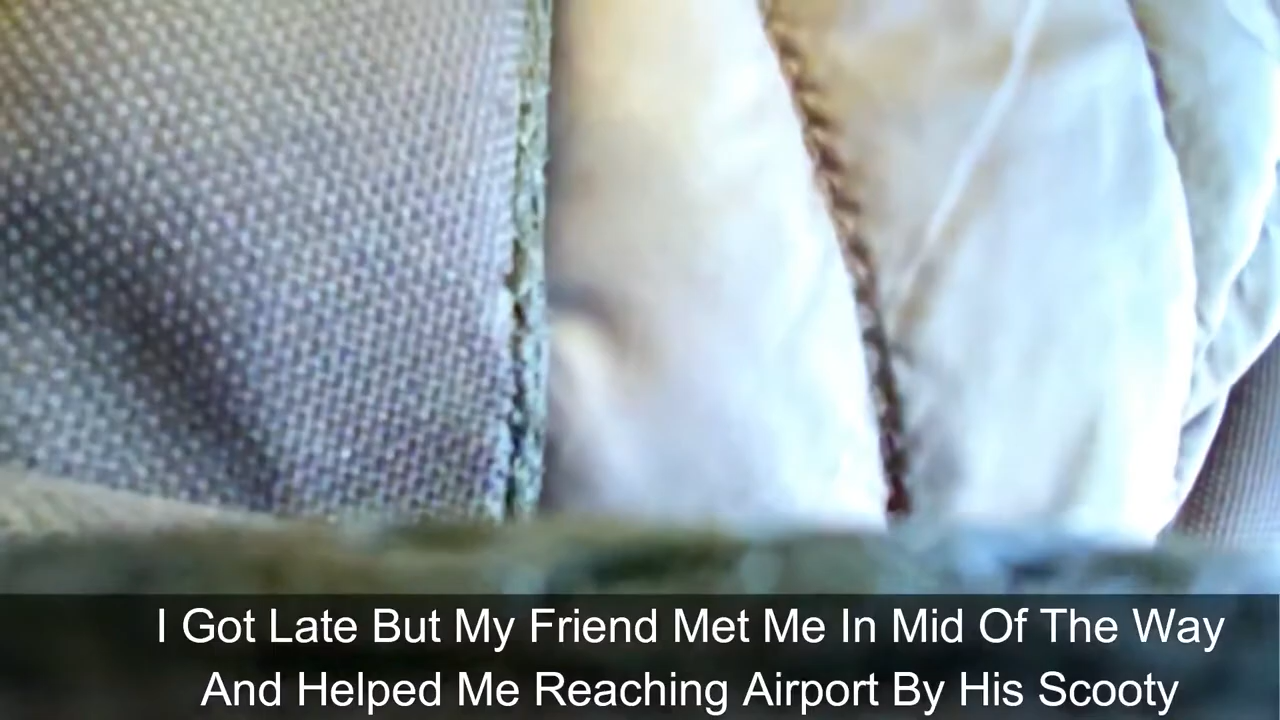 I Got Late But My Friend Met Me In Mid Of The Way
And Helped Me Reaching Airport By His Scooty